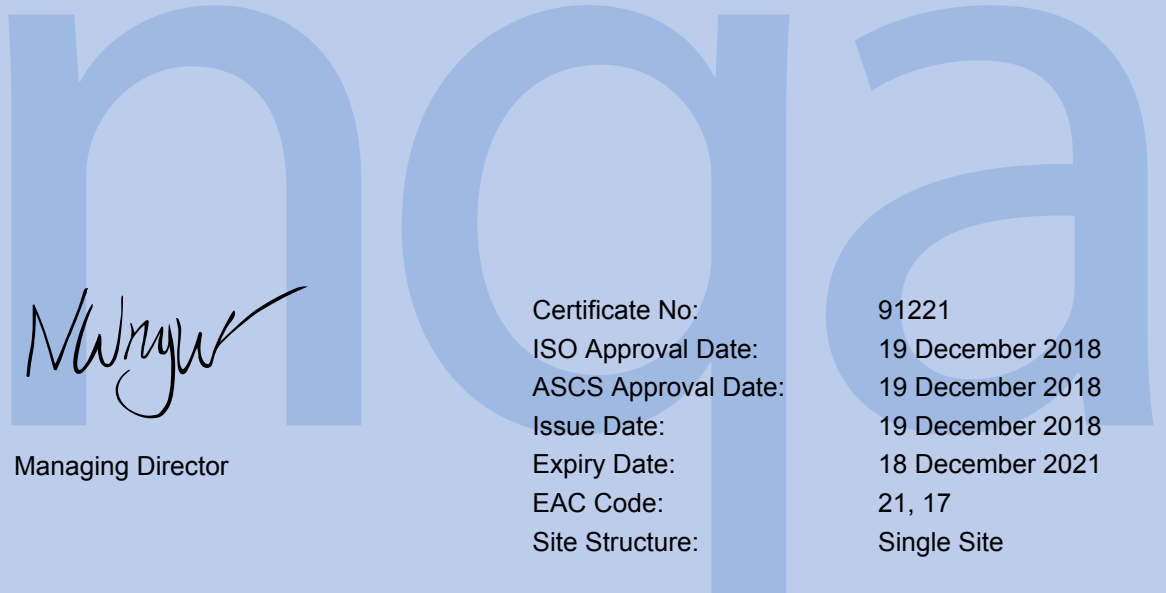 nqa
Certificate No: 91221
ISO Approval Date: 19 December 2018
ASCS Approval Date: 19 December 2018
Issue Date: 19 December 2018
Managing Director
Expiry Date: 18 December 2021
EAC Code: 21, 17
Site Structure: Single Site